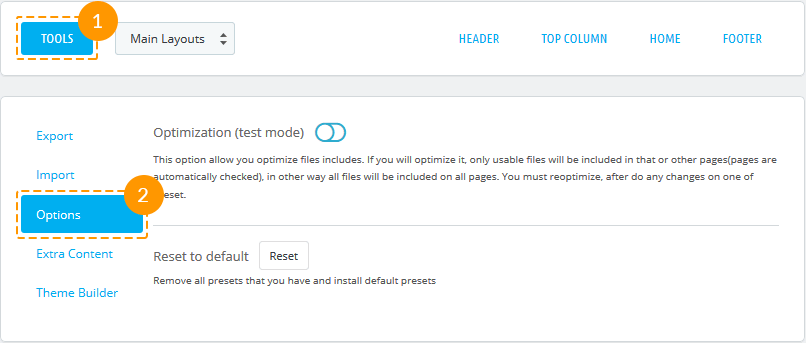 1
TOOLS
Main Layouts
HEADER
TOP COLUMN
HOME
FOOTER
Export
Import
2
Options
Extra Content
Theme Builder
Optimization (test mode)
This option allow you optimize files includes. If you will optimize it, only usable files will be included in that or other pages(pages are
automatically checked), in other way all files will be included on all pages. You must reoptimize, after do any changes on one of
eset.
Reset to default
Reset
Remove all presets that you have and install default presets